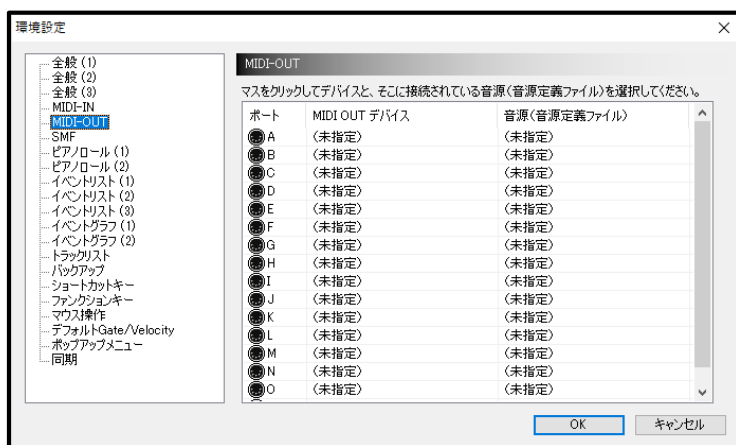 環境設定
全般 (1)
全般 (2)
全般 (3)
MIDI-IN
MIDI-OUT
SMF
ピアノロール (1)
ピアノロール (2)
イベントリスト (1)
イベントリスト (2)
イベントリスト (3)
イベントグラフ (1)
イベントグラフ (2)
トラックリスト
バックアップ
ショートカットキー
ファンクションキー
マウス操作
デフォルトGate/Velocity
ポップアップメニュー
同期
MIDI-OUT
マスをクリックしてデバイスと、そこに接続されている音源(音源定義ファイル)を選択してください。
ポート MIDI OUT デバイス 音源(音源定義ファイル)
A (未指定) (未指定)
B (未指定) (未指定)
C (未指定) (未指定)
D (未指定) (未指定)
E (未指定) (未指定)
F (未指定) (未指定)
G (未指定) (未指定)
H (未指定) (未指定)
I (未指定) (未指定)
J (未指定) (未指定)
K (未指定) (未指定)
L (未指定) (未指定)
M (未指定) (未指定)
N (未指定) (未指定)
O (未指定) (未指定)
OK キャンセル